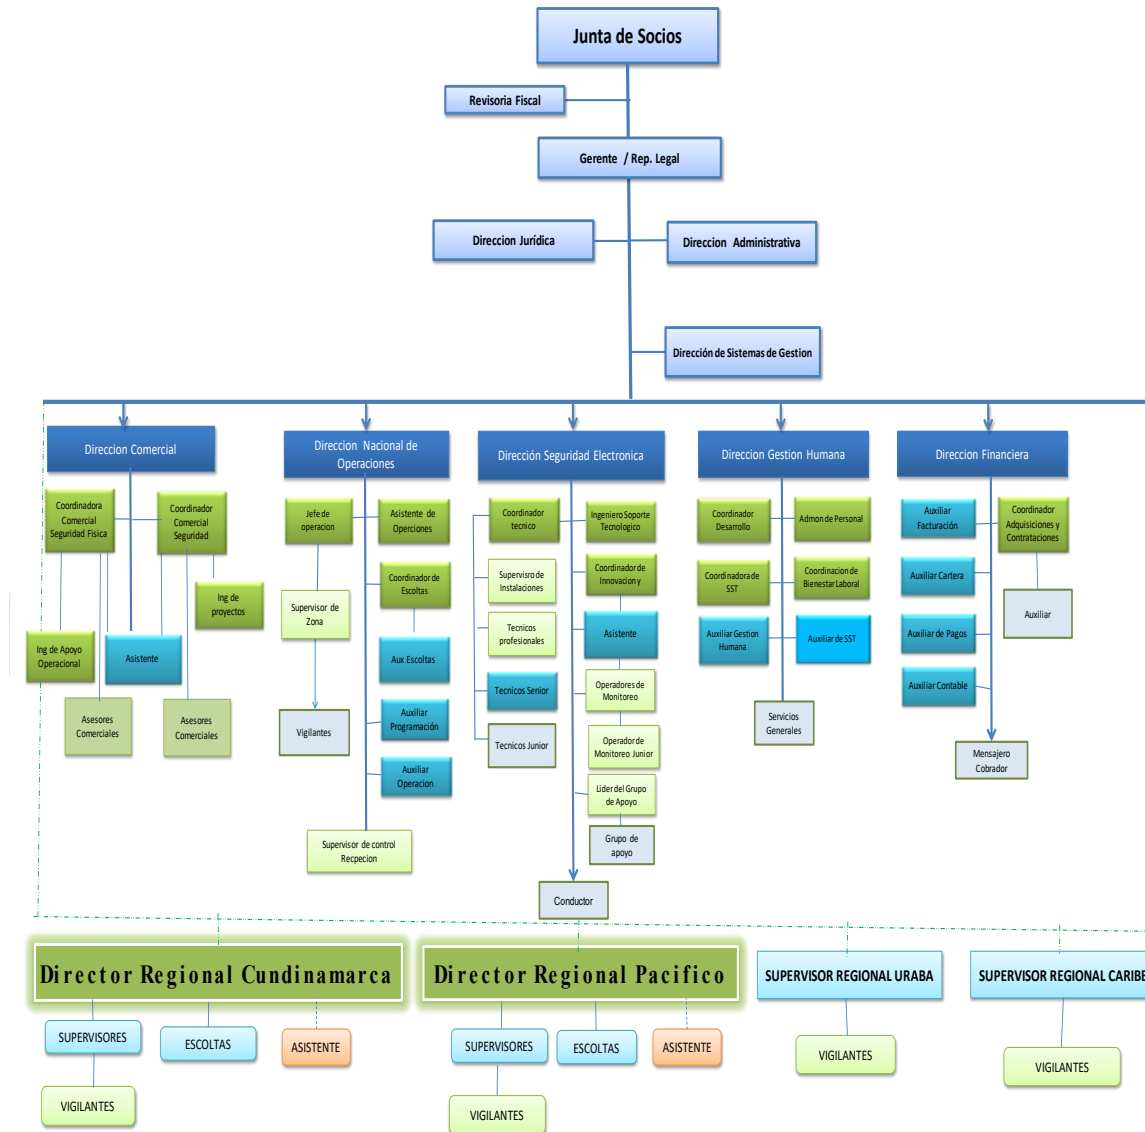 Junta de Socios
Revisoria Fiscal
Gerente / Rep. Legal
Direccion Jurídica
Direccion Administrativa
Dirección de Sistemas de Gestion
Direccion Comercial
Direccion Nacional de
Operaciones
Dirección Seguridad Electronica
Direccion Gestion Humana
Direccion Financiera
Coordinadora
Comercial
Seguridad Fisica
Coordinador
Comercial
Seguridad
Ing de
proyectos
Ing de Apoyo
Operacional
Asistente
Asesores
Comerciales
Asesores
Comerciales
Jefe de
operacion
Asistente de
Operciones
Coordinador de
Escoltas
Supervisor de
Zona
Aux Escoltas
Vigilantes
Auxiliar
Programación
Auxiliar
Operacion
Supervisor de control
Recpecion
Coordinador
tecnico
Ingeniero Soporte
Tecnologico
Supervisro de
Instalaciones
Coordinador de
Innovacion y
Tecnicos
profesionales
Asistente
Tecnicos Senior
Operadores de
Monitoreo
Tecnicos Junior
Operador de
Monitoreo Junior
Lider del Grupo
de Apoyo
Grupo de
apoyo
Conductor
Coordinador
Desarrollo
Admon de Personal
Coordinadora de
SST
Coordinacion de
Bienestar Laboral
Auxiliar Gestion
Humana
Auxiliar de SST
Servicios
Generales
Auxiliar
Facturación
Coordinador
Adquisiciones y
Contrataciones
Auxiliar Cartera
Auxiliar
Auxiliar de Pagos
Auxiliar Contable
Mensajero
Cobrador
Director Regional Cundinamarca
Director Regional Pacifico
SUPERVISOR REGIONAL URABA
SUPERVISOR REGIONAL CARIBE
SUPERVISORES
ESCOLTAS
ASISTENTE
VIGILANTES
SUPERVISORES
ESCOLTAS
ASISTENTE
VIGILANTES
VIGILANTES
VIGILANTES